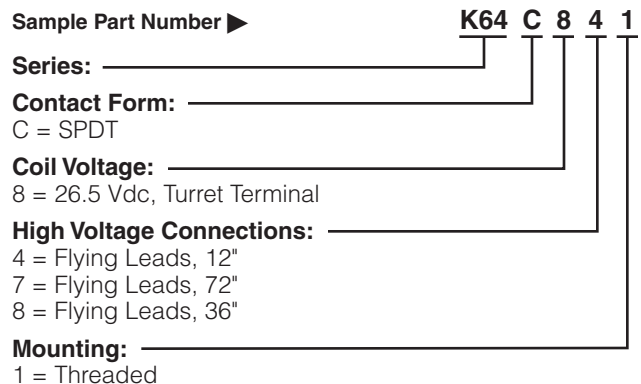 Sample Part Number ▶ K64 C 8 4 1
Series:
Contact Form:
C = SPDT
Coil Voltage:
8 = 26.5 Vdc, Turret Terminal
High Voltage Connections:
4 = Flying Leads, 12"
7 = Flying Leads, 72"
8 = Flying Leads, 36"
Mounting:
1 = Threaded